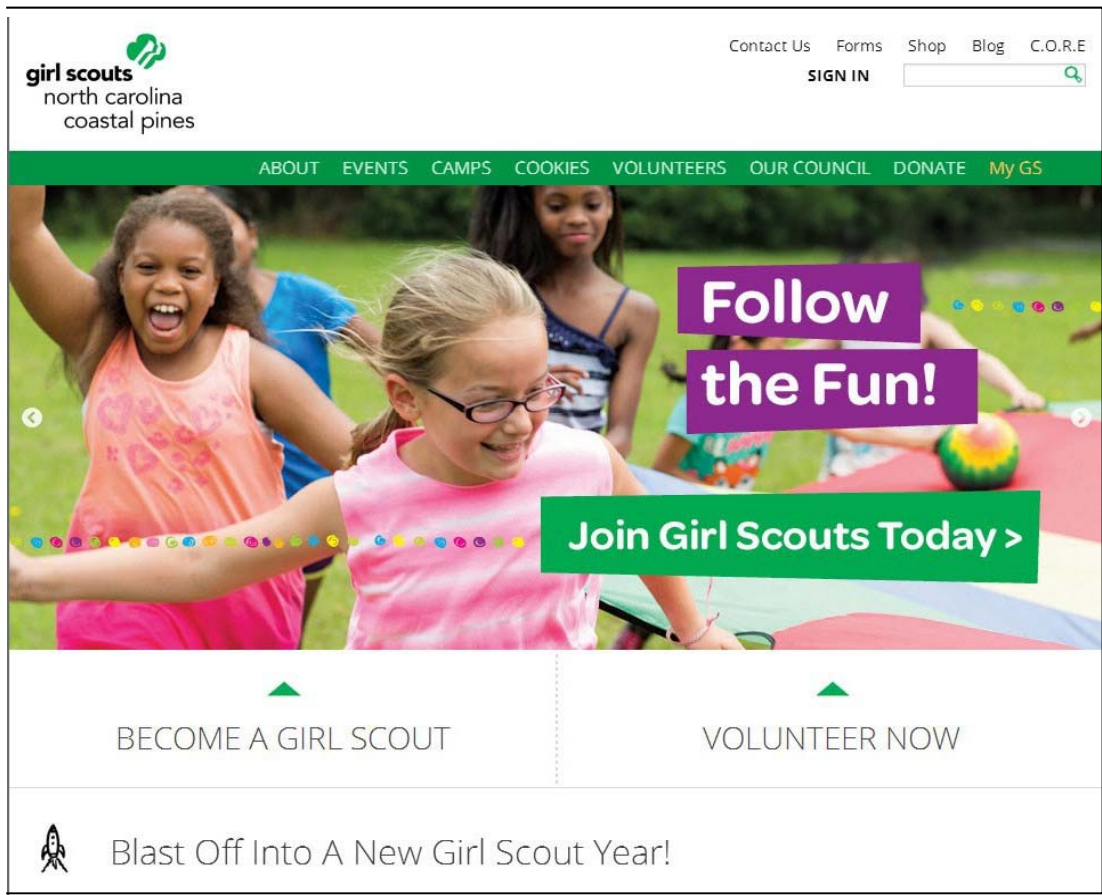 girl scouts
north carolina
coastal pines
Contact Us Forms Shop Blog C.O.R.E
SIGN IN
ABOUT EVENTS CAMPS COOKIES VOLUNTEERS OUR COUNCIL DONATE My GS
Follow
the Fun!
Join Girl Scouts Today >
BECOME A GIRL SCOUT
VOLUNTEER NOW
Blast Off Into A New Girl Scout Year!